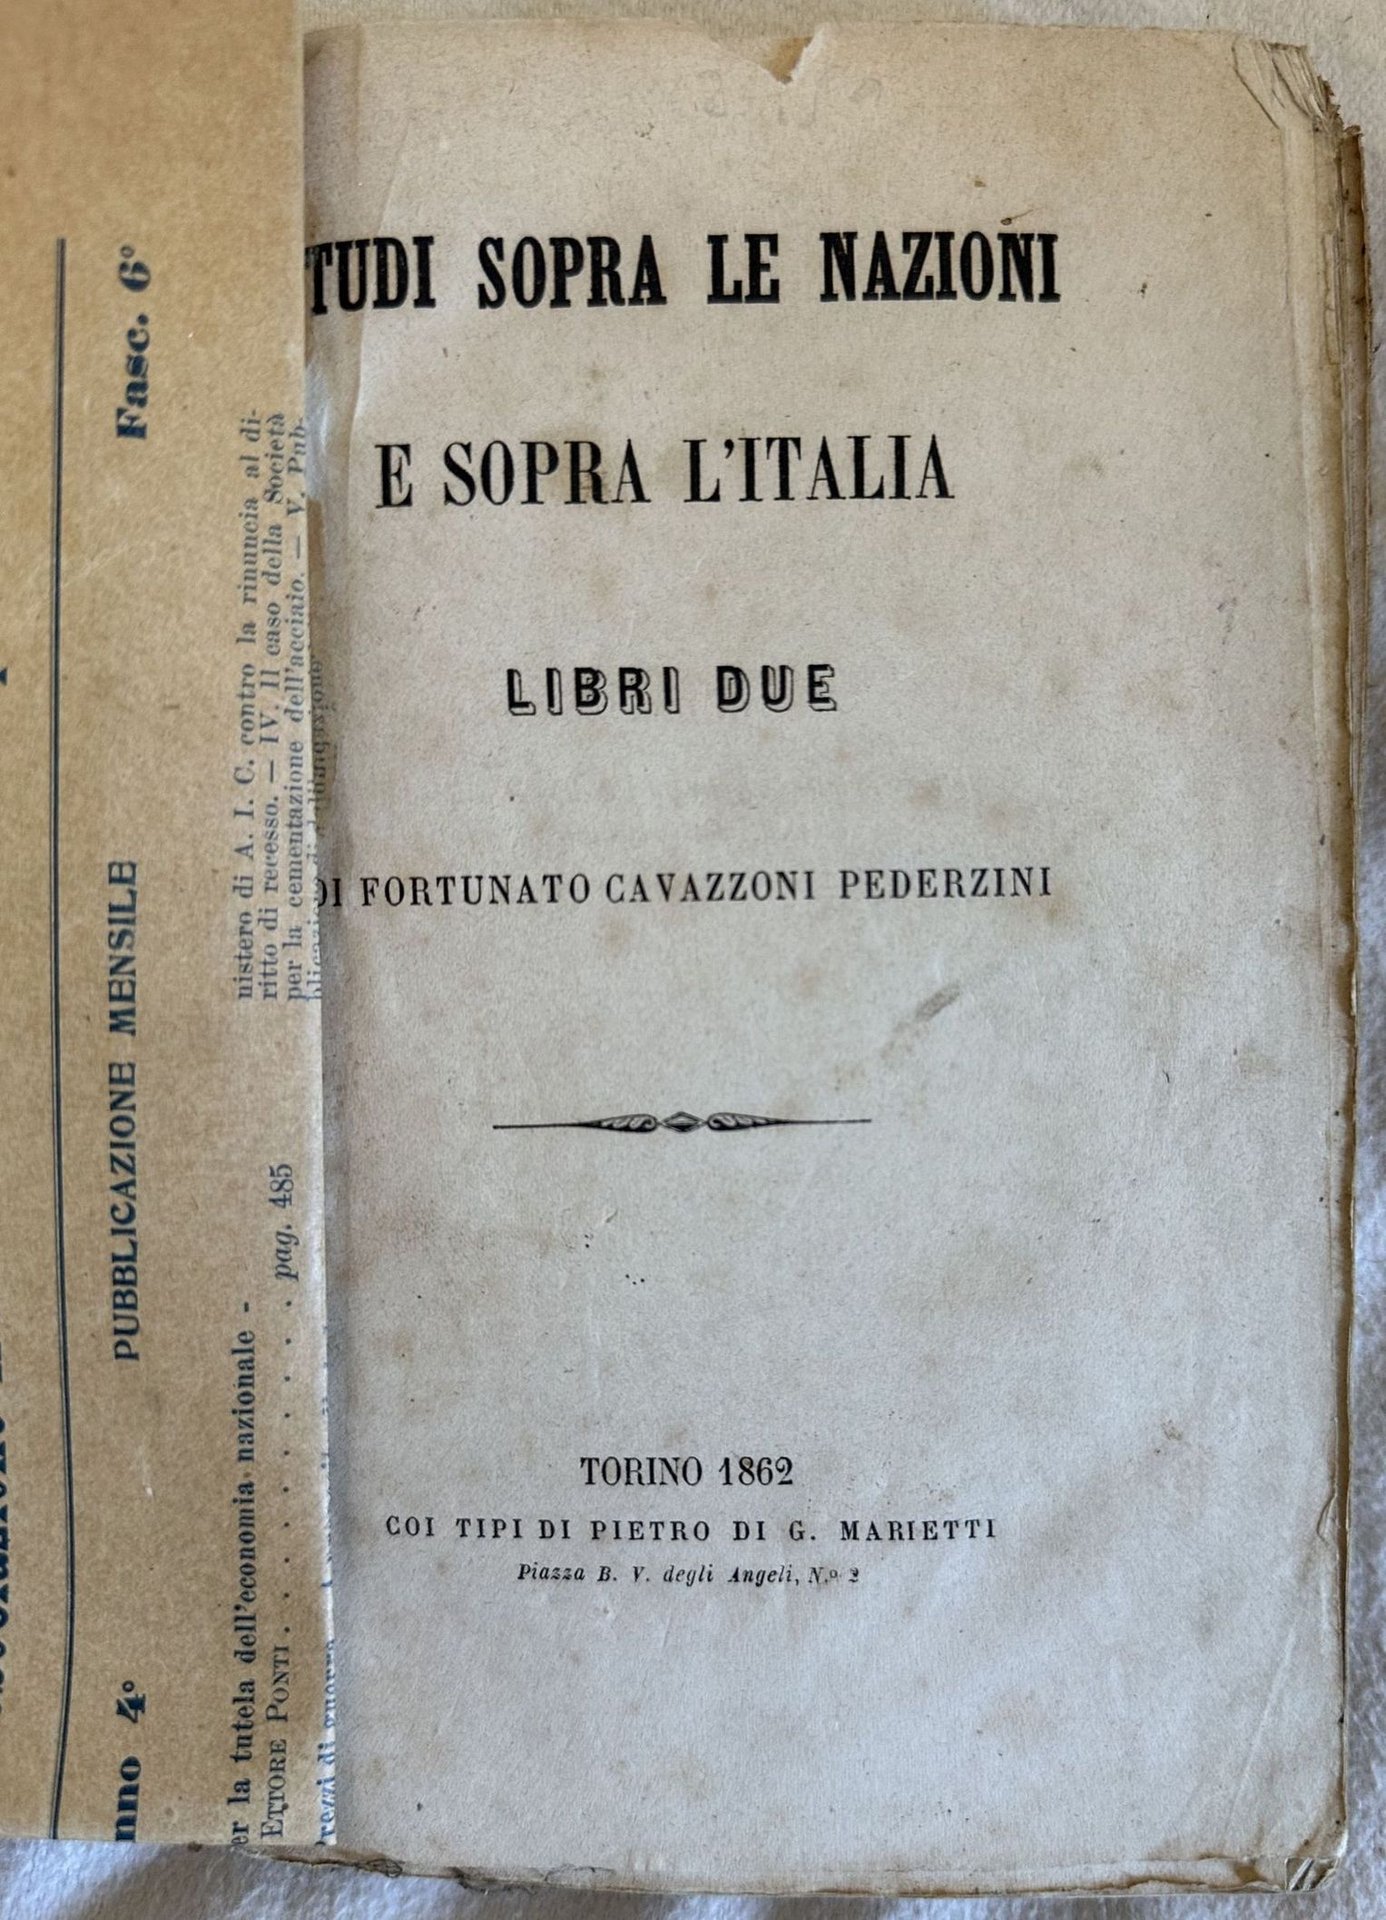 TUDI SOPRA LE NAZIONI
E SOPRA L'ITALIA
LIBRI DUE
DI FORTUNATO CAVAZZONI PEDERZINI
TORINO 1862
COI TIPI DI PIETRO DI G. MARIETTI
Piazza B. V. degli Angeli, N.o 2
nno 4° PUBBLICAZIONE MENSILE Fasc. 6°
er la tutela dell'economia nazionale -
ETTORE PONTI . . . . . . . . . pag. 485
Prezzi di
nistero di A. I. C. contro la rinuncia al di-
ritto di recesso. — IV. Il caso della Società
per la cementazione dell'acciaio. — V. Pub-